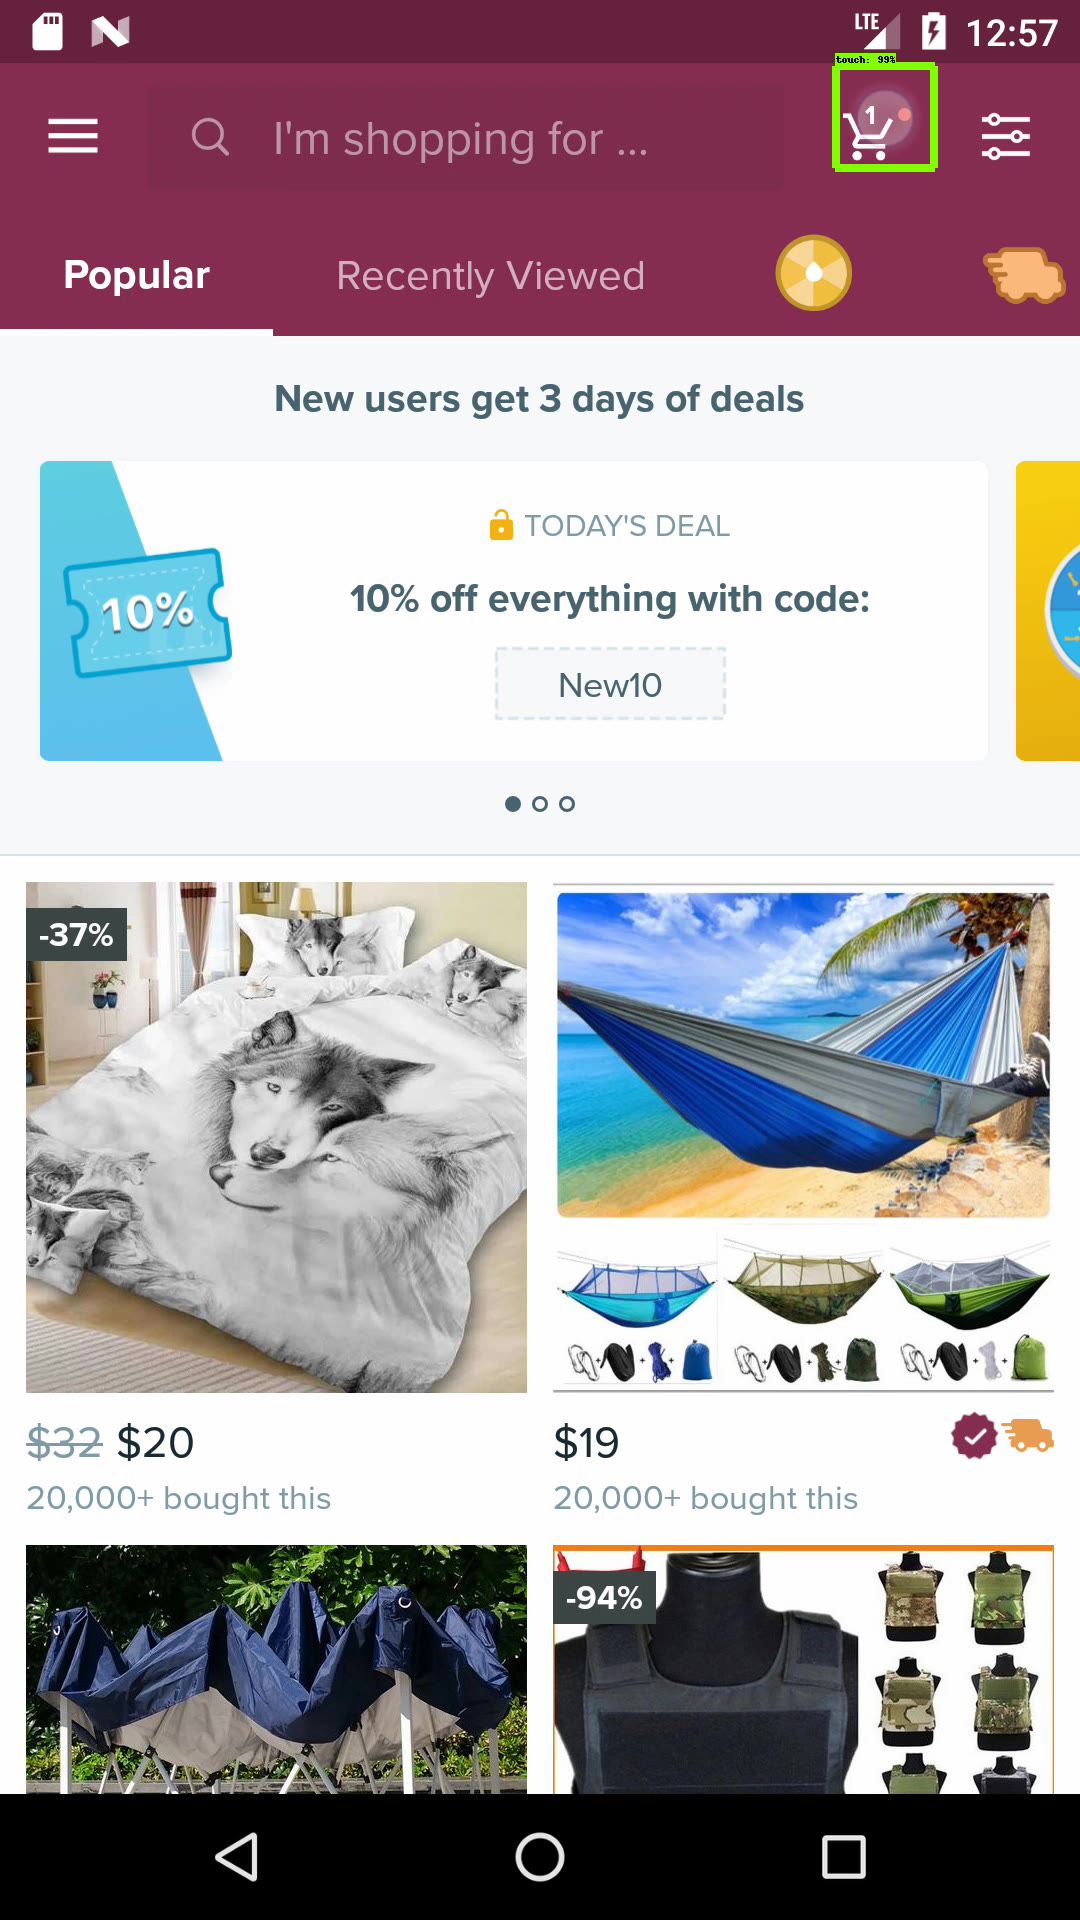 LTE 12:57
touch: 99%
I'm shopping for ...
1
Popular
Recently Viewed
New users get 3 days of deals
TODAY'S DEAL
10%
10% off everything with code:
New10
-37%
$32 $20
20,000+ bought this
$19
20,000+ bought this
-94%